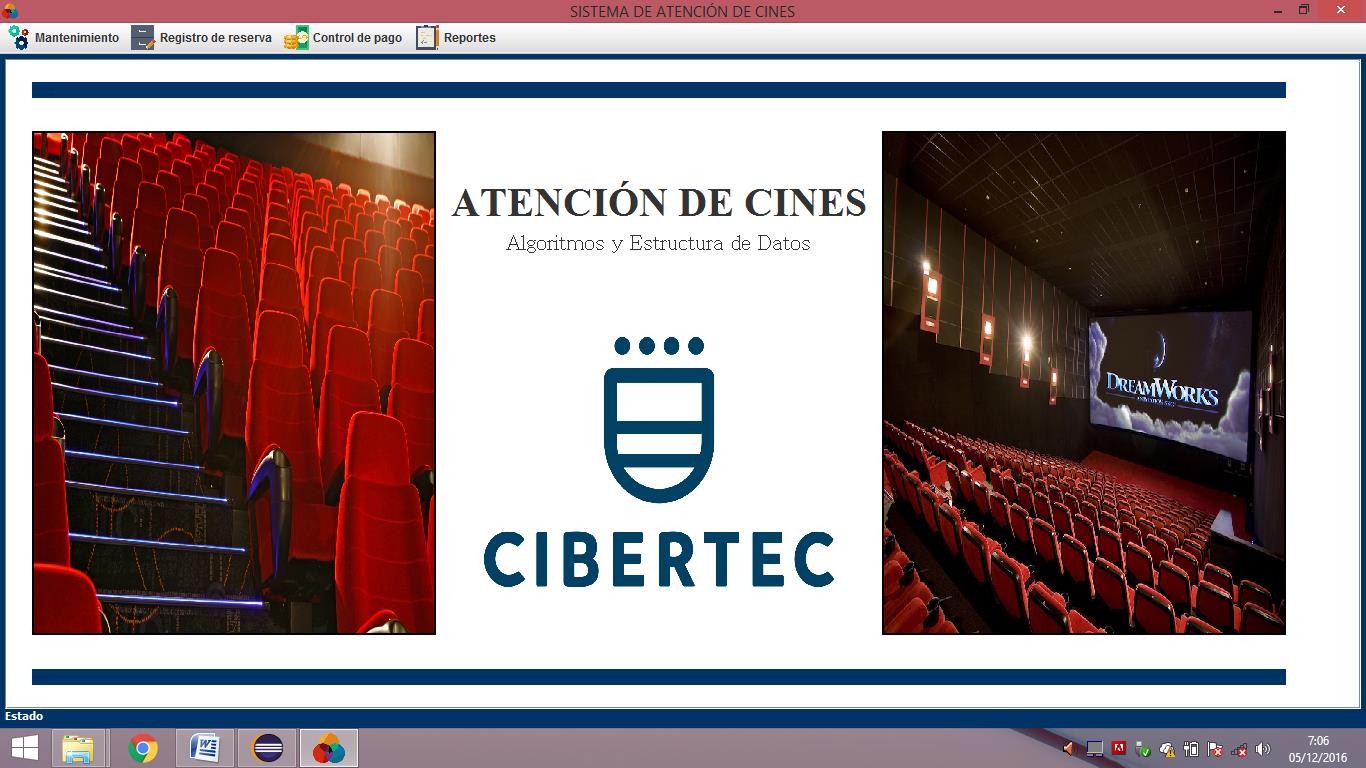 SISTEMA DE ATENCIÓN DE CINES
Mantenimiento Registro de reserva Control de pago Reportes
ATENCIÓN DE CINES
Algoritmos y Estructura de Datos
DREAMWORKS
CIBERTEC
Estado
7:06
05/12/2016